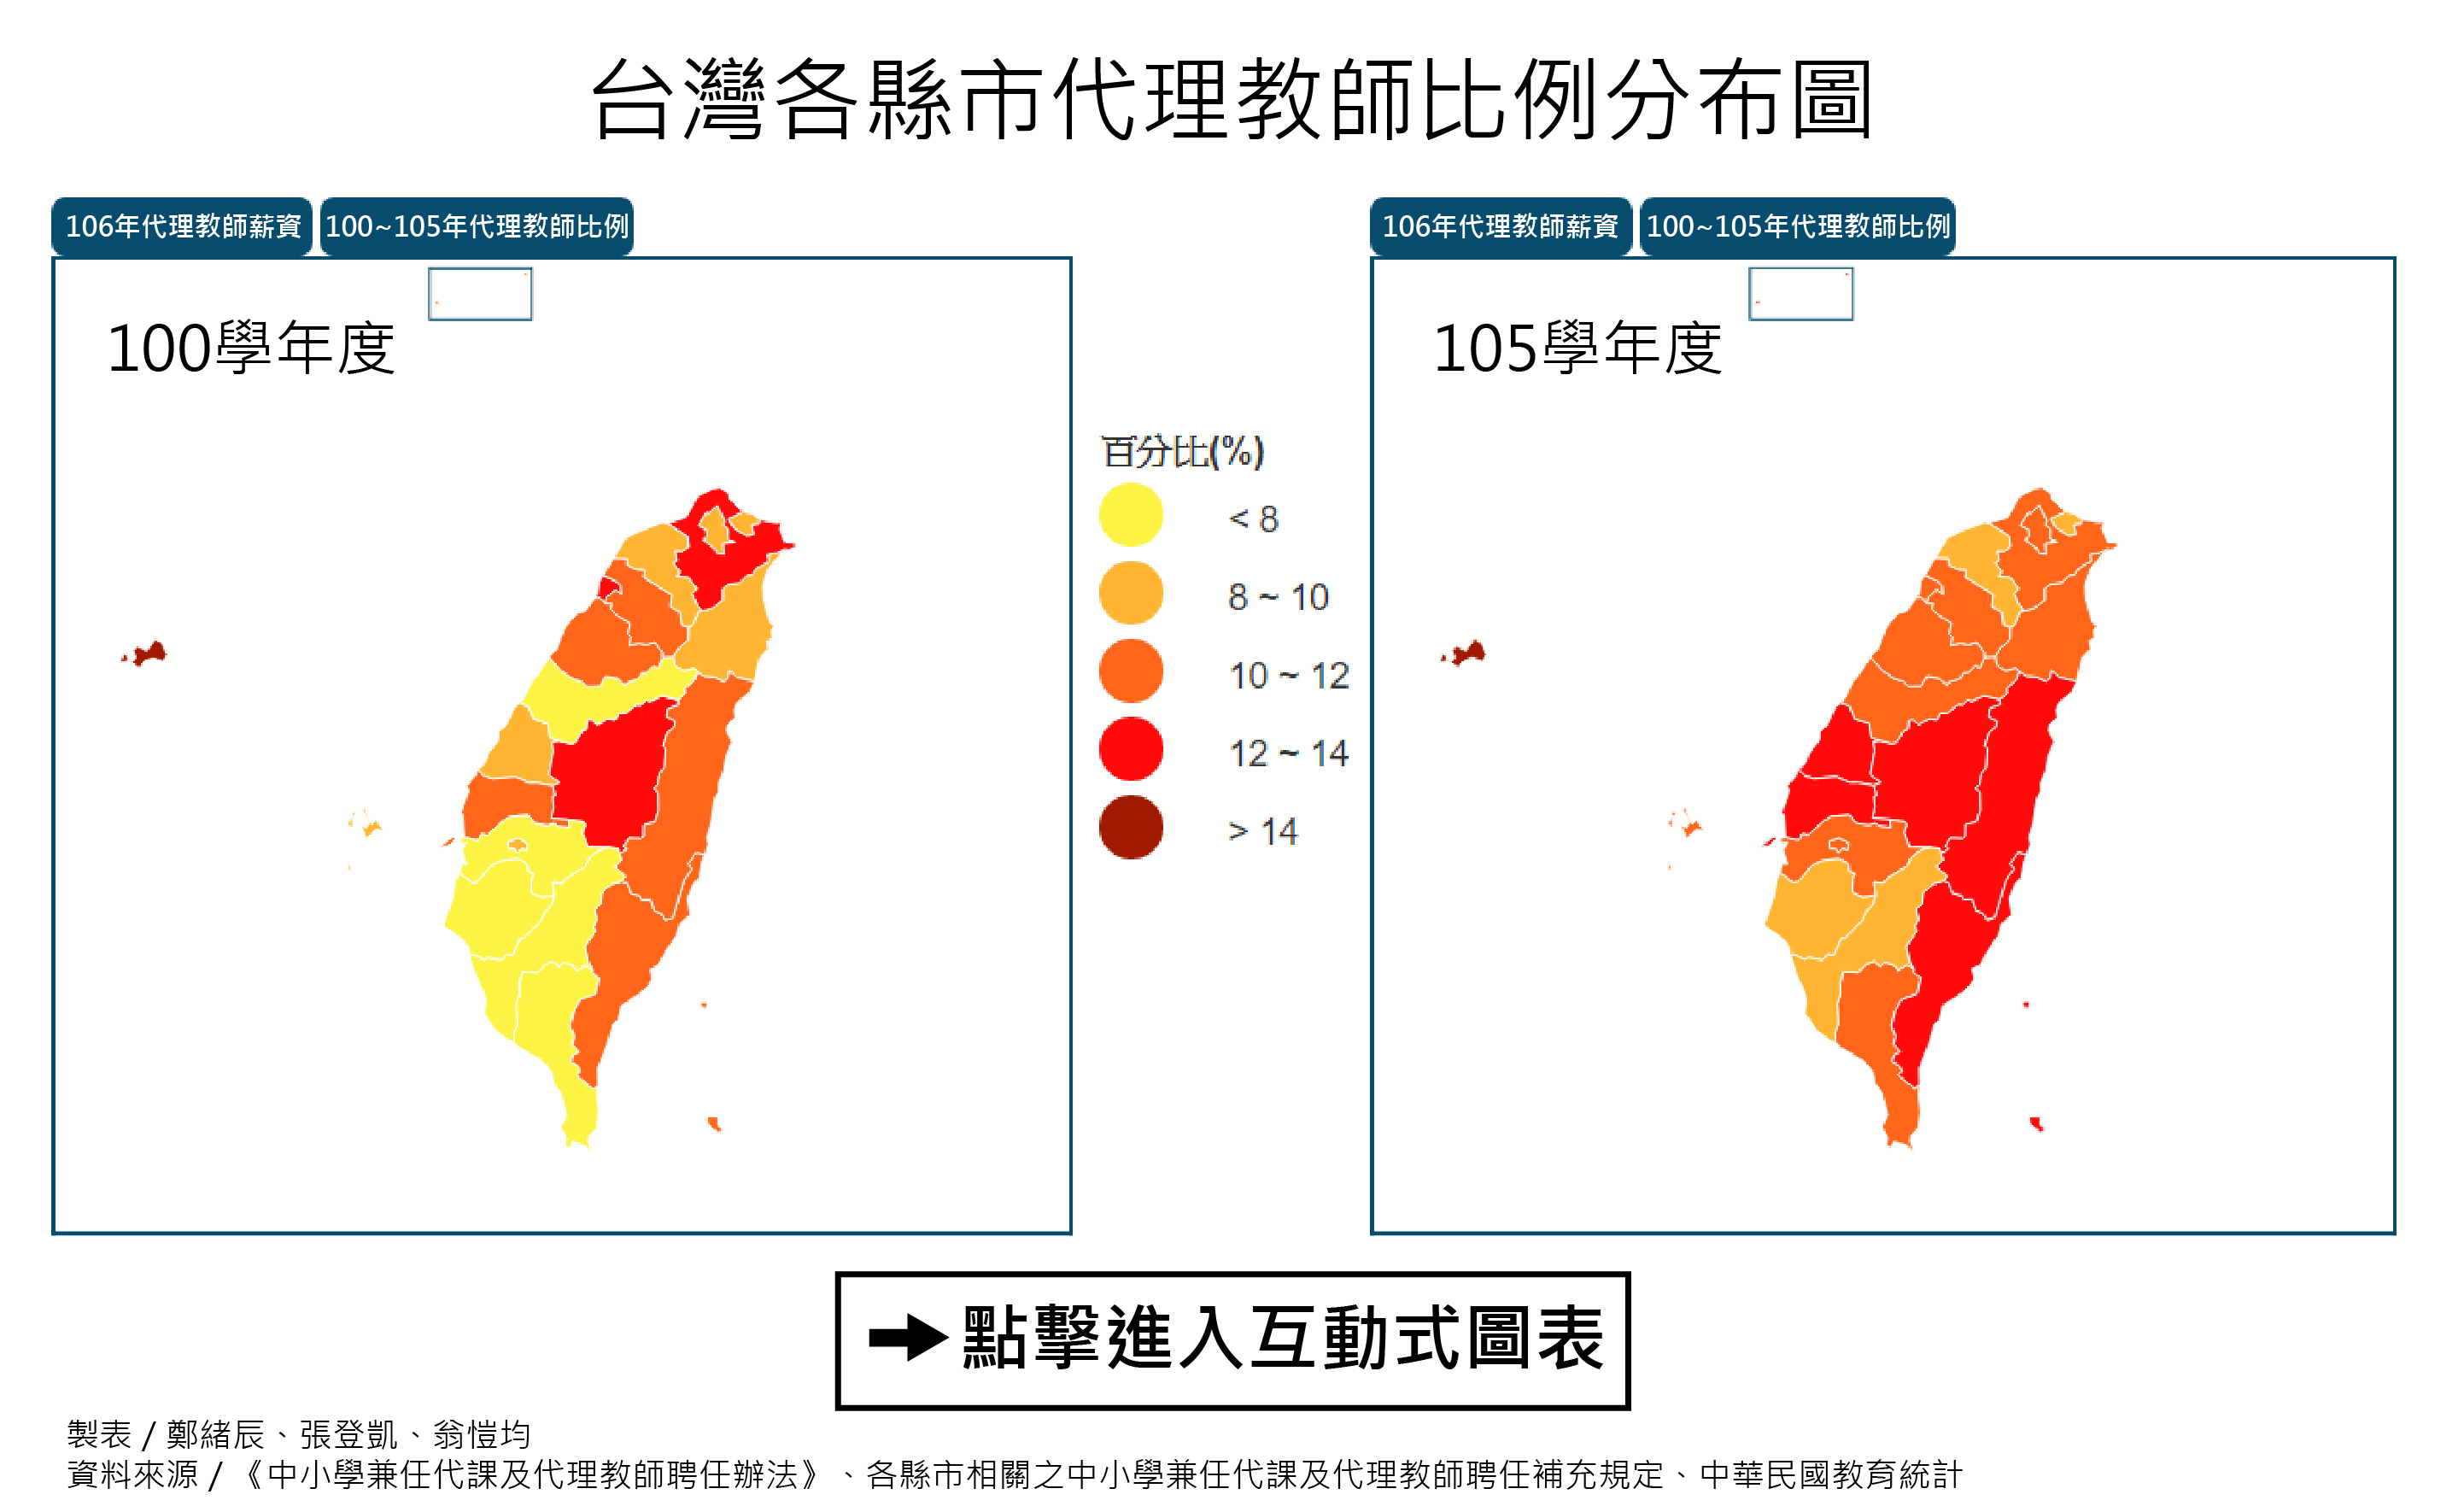 台灣各縣市代理教師比例分布圖
106年代理教師薪資
100~105年代理教師比例
100學年度
百分比(%)
< 8
8 ~ 10
10 ~ 12
12 ~ 14
> 14
106年代理教師薪資
100~105年代理教師比例
105學年度
點擊進入互動式圖表
製表 / 鄭緒辰、張登凱、翁愷均
資料來源 / 《中小學兼任代課及代理教師聘任辦法》、各縣市相關之中小學兼任代課及代理教師聘任補充規定、中華民國教育統計